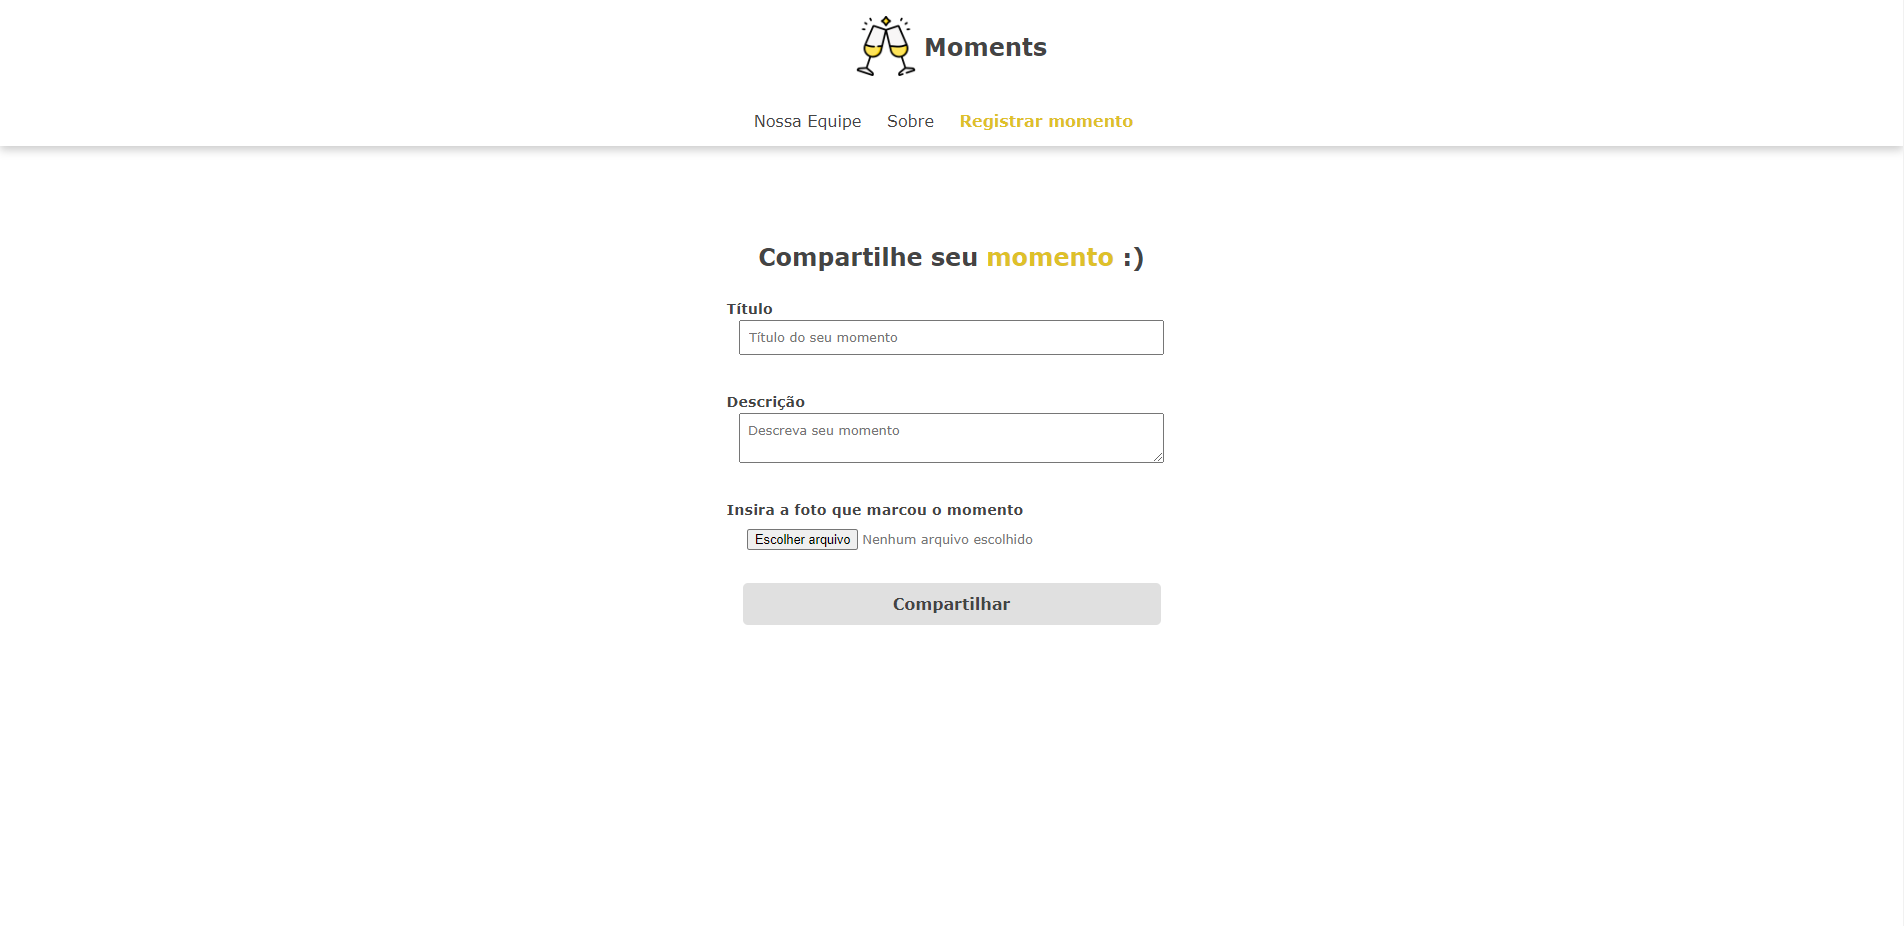 Moments
Nossa Equipe Sobre Registrar momento
Compartilhe seu momento :)
Título
Título do seu momento
Descrição
Descreva seu momento
Insira a foto que marcou o momento
Escolher arquivo Nenhum arquivo escolhido
Compartilhar